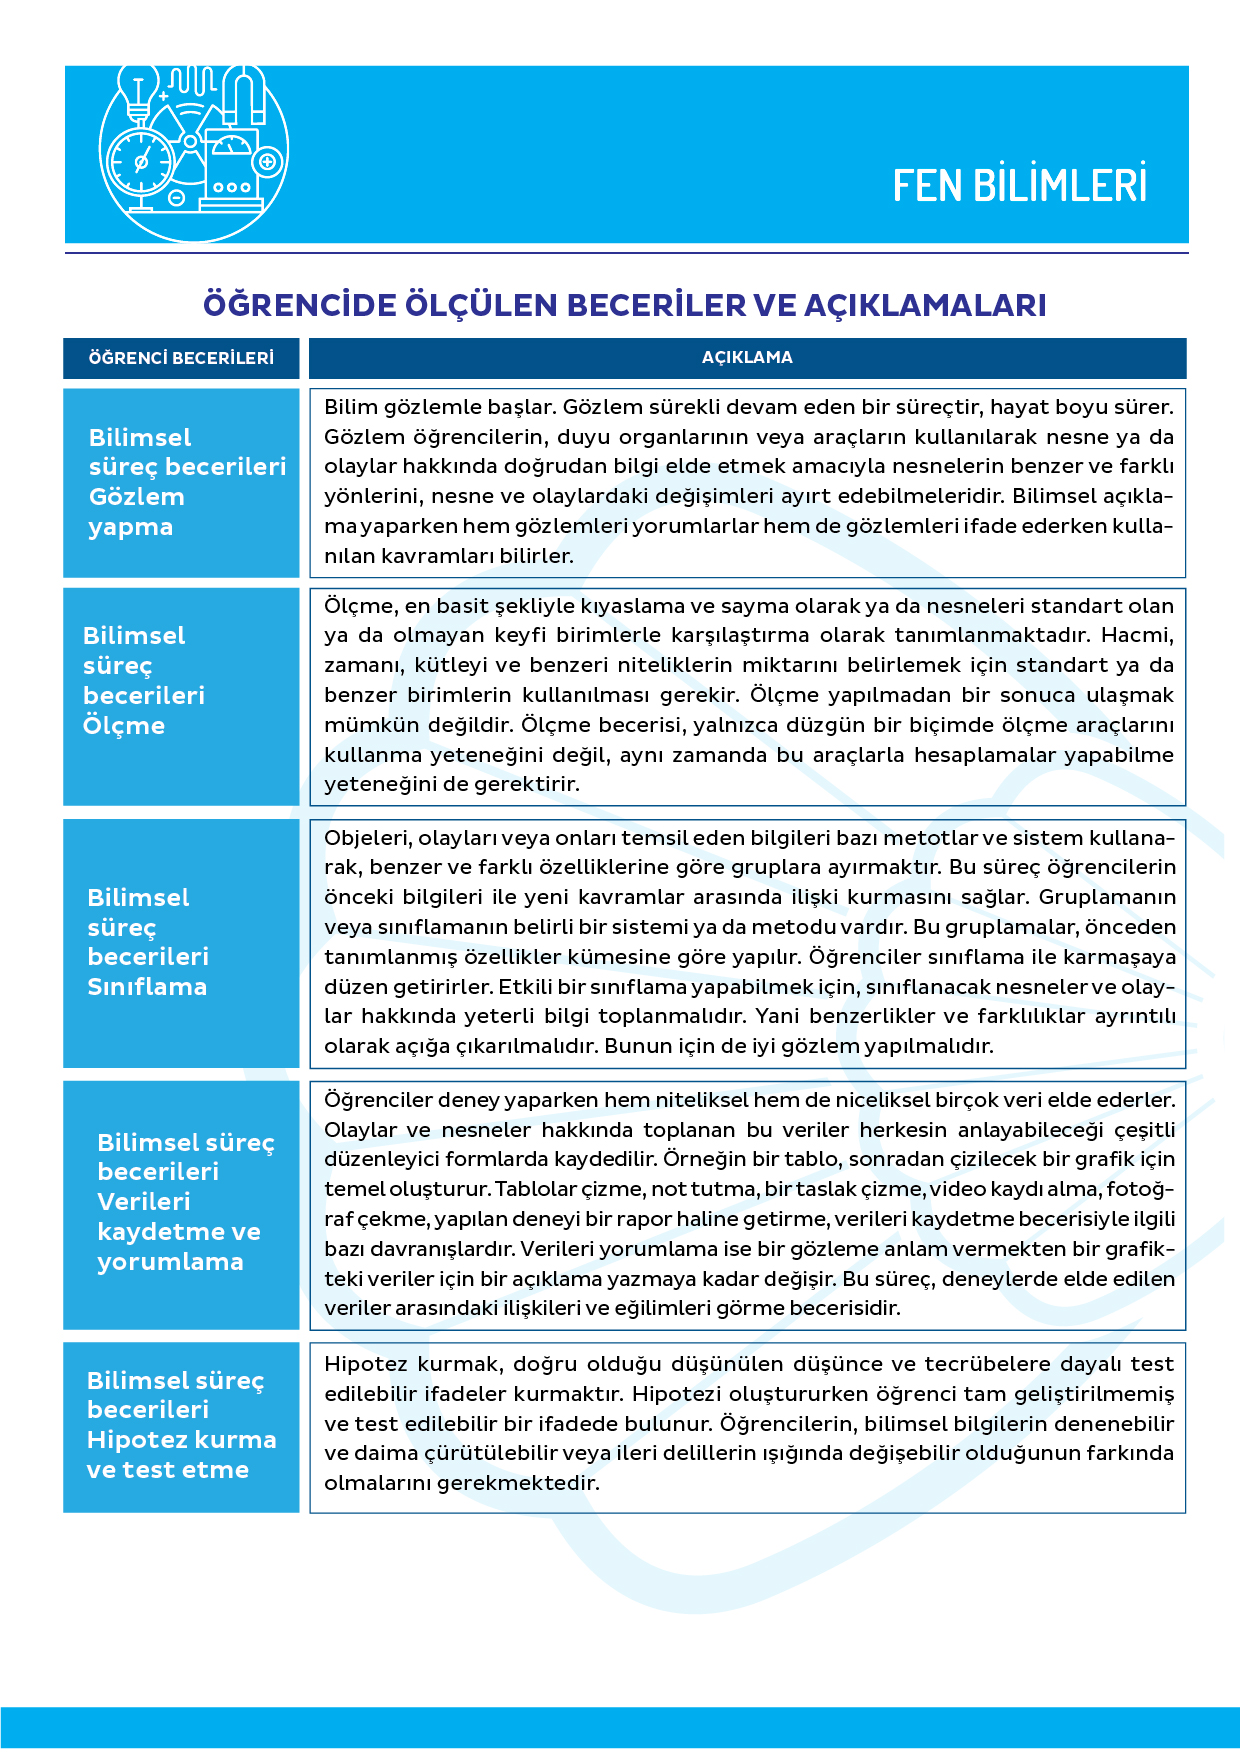 FEN BİLİMLERİ
ÖĞRENCİDE ÖLÇÜLEN BECERİLER VE AÇIKLAMALARI
ÖĞRENCİ BECERİLERİ
AÇIKLAMA
Bilimsel
süreç becerileri
Gözlem
yapma
Bilim gözlemle başlar. Gözlem sürekli devam eden bir süreçtir, hayat boyu sürer.
Gözlem öğrencilerin, duyu organlarının veya araçların kullanılarak nesne ya da
olaylar hakkında doğrudan bilgi elde etmek amacıyla nesnelerin benzer ve farklı
yönlerini, nesne ve olaylardaki değişimleri ayırt edebilmeleridir. Bilimsel açıkla-
ma yaparken hem gözlemleri yorumlarlar hem de gözlemleri ifade ederken kulla-
nılan kavramları bilirler.
Bilimsel
süreç
becerileri
Ölçme
Ölçme, en basit şekliyle kıyaslama ve sayma olarak ya da nesneleri standart olan
ya da olmayan keyfi birimlerle karşılaştırma olarak tanımlanmaktadır. Hacmi,
zamanı, kütleyi ve benzeri niteliklerin miktarını belirlemek için standart ya da
benzer birimlerin kullanılması gerekir. Ölçme yapılmadan bir sonuca ulaşmak
mümkün değildir. Ölçme becerisi, yalnızca düzgün bir biçimde ölçme araçlarını
kullanma yeteneğini değil, aynı zamanda bu araçlarla hesaplamalar yapabilme
yeteneğini de gerektirir.
Bilimsel
süreç
becerileri
Sınıflama
Objeleri, olayları veya onları temsil eden bilgileri bazı metotlar ve sistem kullana-
rak, benzer ve farklı özelliklerine göre gruplara ayırmaktır. Bu süreç öğrencilerin
önceki bilgileri ile yeni kavramlar arasında ilişki kurmasını sağlar. Gruplamanın
veya sınıflamanın belirli bir sistemi ya da metodu vardır. Bu gruplamalar, önceden
tanımlanmış özellikler kümesine göre yapılır. Öğrenciler sınıflama ile karmaşaya
düzen getirirler. Etkili bir sınıflama yapabilmek için, sınıflanacak nesneler ve olay-
lar hakkında yeterli bilgi toplanmalıdır. Yani benzerlikler ve farklılıklar ayrıntılı
olarak açığa çıkarılmalıdır. Bunun için de iyi gözlem yapılmalıdır.
Bilimsel süreç
becerileri
Verileri
kaydetme ve
yorumlama
Öğrenciler deney yaparken hem niteliksel hem de niceliksel birçok veri elde ederler.
Olaylar ve nesneler hakkında toplanan bu veriler herkesin anlayabileceği çeşitli
düzenleyici formlarda kaydedilir. Örneğin bir tablo, sonradan çizilecek bir grafik için
temel oluşturur. Tablolar çizme, not tutma, bir taslak çizme, video kaydı alma, fotoğ-
raf çekme, yapılan deneyi bir rapor haline getirme, verileri kaydetme becerisiyle ilgili
bazı davranışlardır. Verileri yorumlama ise bir gözleme anlam vermekten bir grafik-
teki veriler için bir açıklama yazmaya kadar değişir. Bu süreç, deneylerde elde edilen
veriler arasındaki ilişkileri ve eğilimleri görme becerisidir.
Bilimsel süreç
becerileri
Hipotez kurma
ve test etme
Hipotez kurmak, doğru olduğu düşünülen düşünce ve tecrübelere dayalı test
edilebilir ifadeler kurmaktır. Hipotezi oluştururken öğrenci tam geliştirilmemiş
ve test edilebilir bir ifadede bulunur. Öğrencilerin, bilimsel bilgilerin denenebilir
ve daima çürütülebilir veya ileri delillerin ışığında değişebilir olduğunun farkında
olmalarını gerekmektedir.